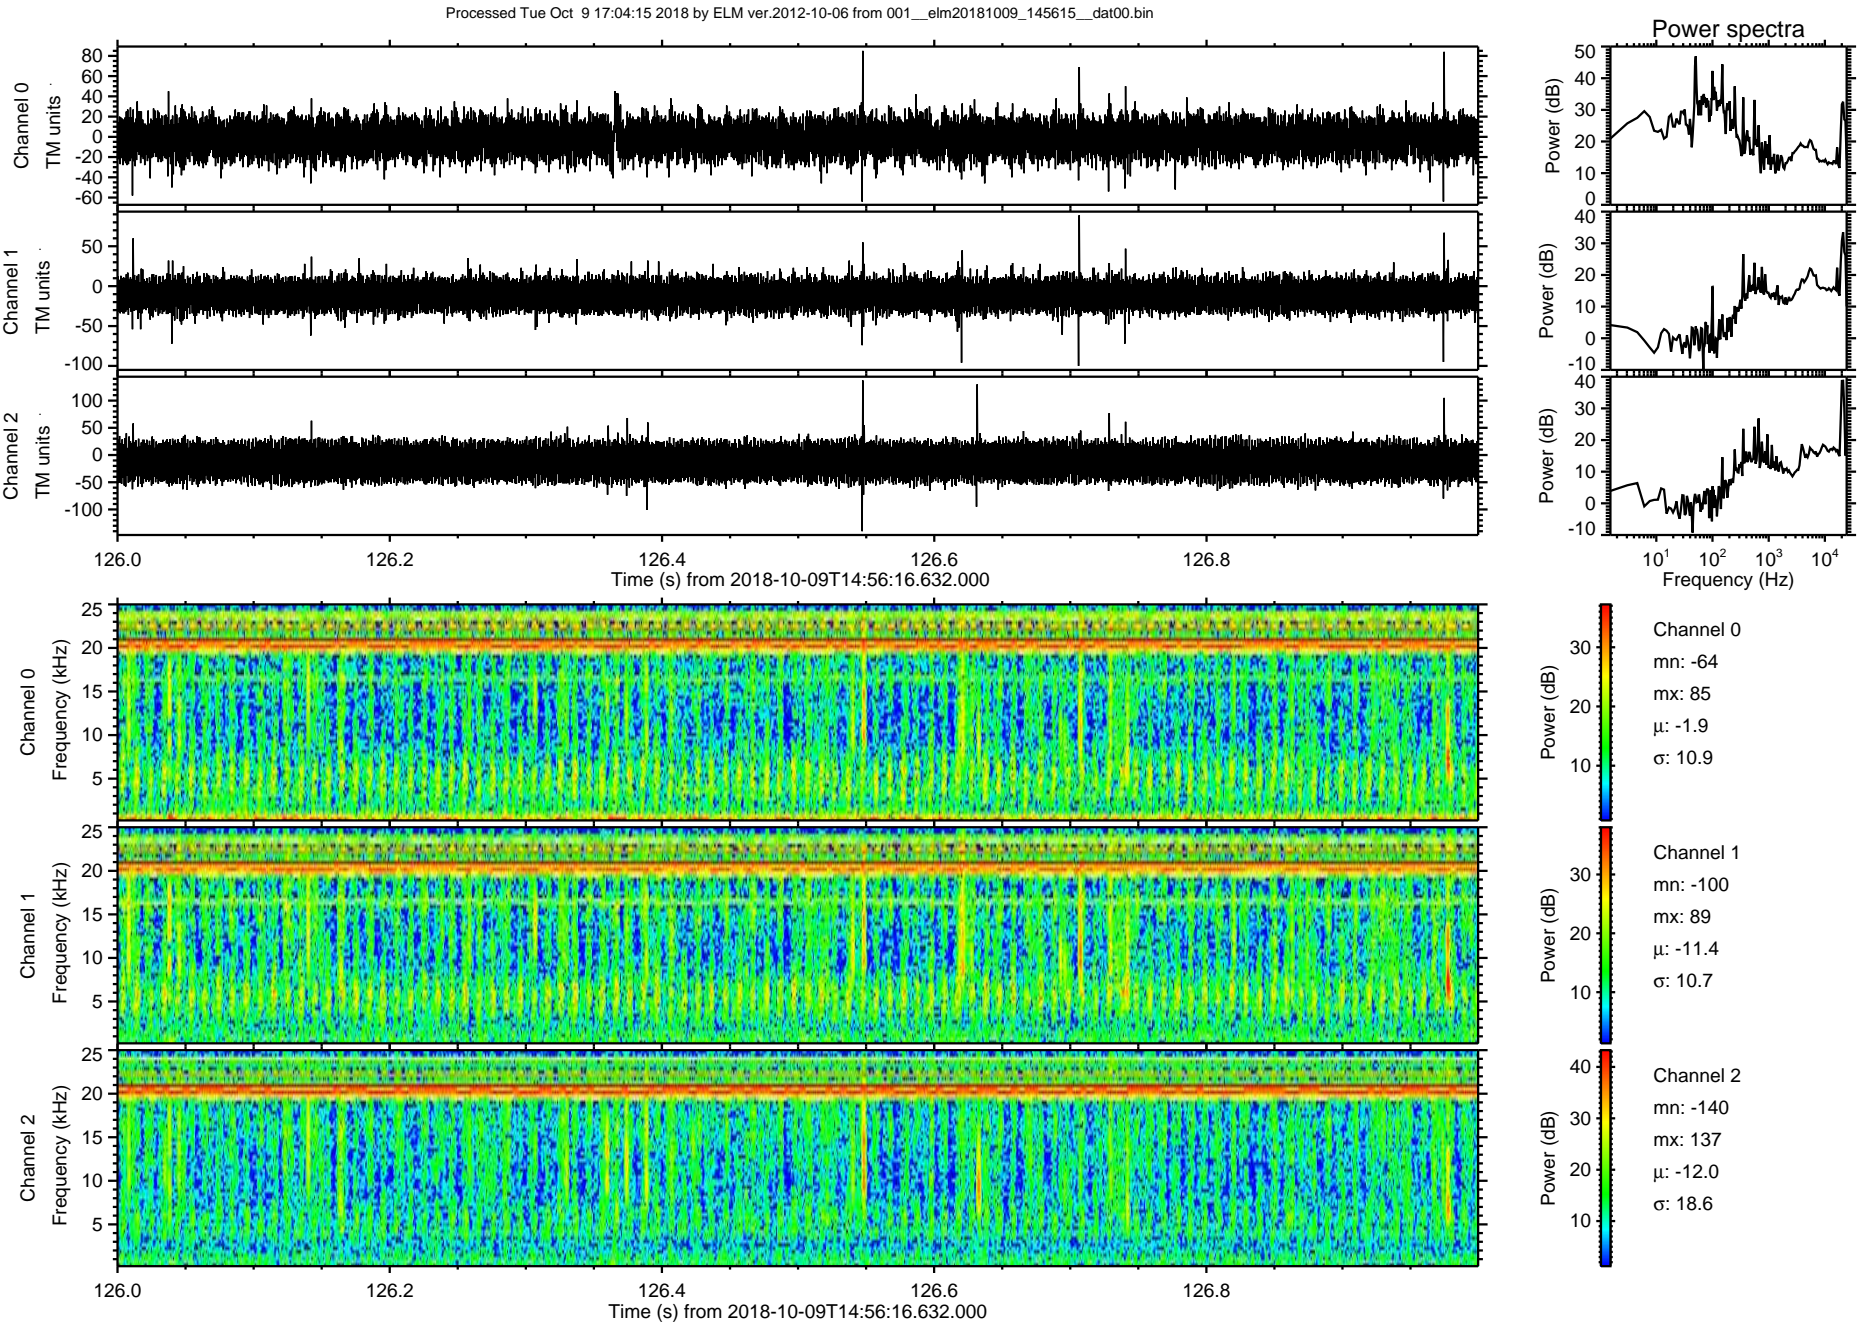 Processed Tue Oct  9 17:04:15 2018 by ELM ver.2012-10-06 from 001__elm20181009_145615__dat00.bin
Power spectra
Channel 0
TM units
80
60
40
20
0
-20
-40
-60
Power (dB)
50
40
30
20
10
0
Channel 1
TM units
50
0
-50
-100
Power (dB)
40
30
20
10
0
-10
Channel 2
TM units
100
50
0
-50
-100
Power (dB)
40
30
20
10
0
-10
126.0 126.2 126.4 126.6 126.8
Time (s) from 2018-10-09T14:56:16.632.000
10^1 10^2 10^3 10^4
Frequency (Hz)
Channel 0
Frequency (kHz)
25
20
15
10
5
Power (dB)
30
20
10
Channel 0
mn: -64
mx: 85
μ: -1.9
σ: 10.9
Channel 1
Frequency (kHz)
25
20
15
10
5
Power (dB)
30
20
10
Channel 1
mn: -100
mx: 89
μ: -11.4
σ: 10.7
Channel 2
Frequency (kHz)
25
20
15
10
5
Power (dB)
40
30
20
10
Channel 2
mn: -140
mx: 137
μ: -12.0
σ: 18.6
126.0 126.2 126.4 126.6 126.8
Time (s) from 2018-10-09T14:56:16.632.000